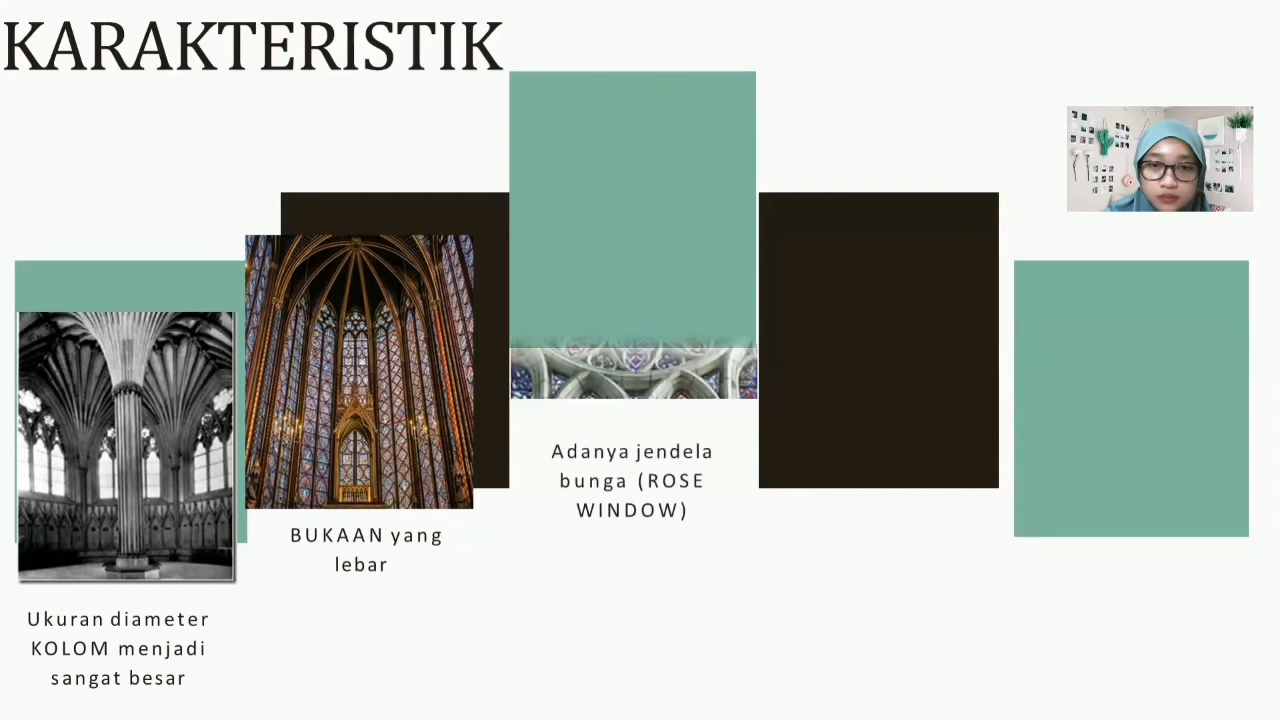 KARAKTERISTIK
Ukuran diameter
KOLOM menjadi
sangat besar
BUKAAN yang
lebar
Adanya jendela
bunga (ROSE
WINDOW)